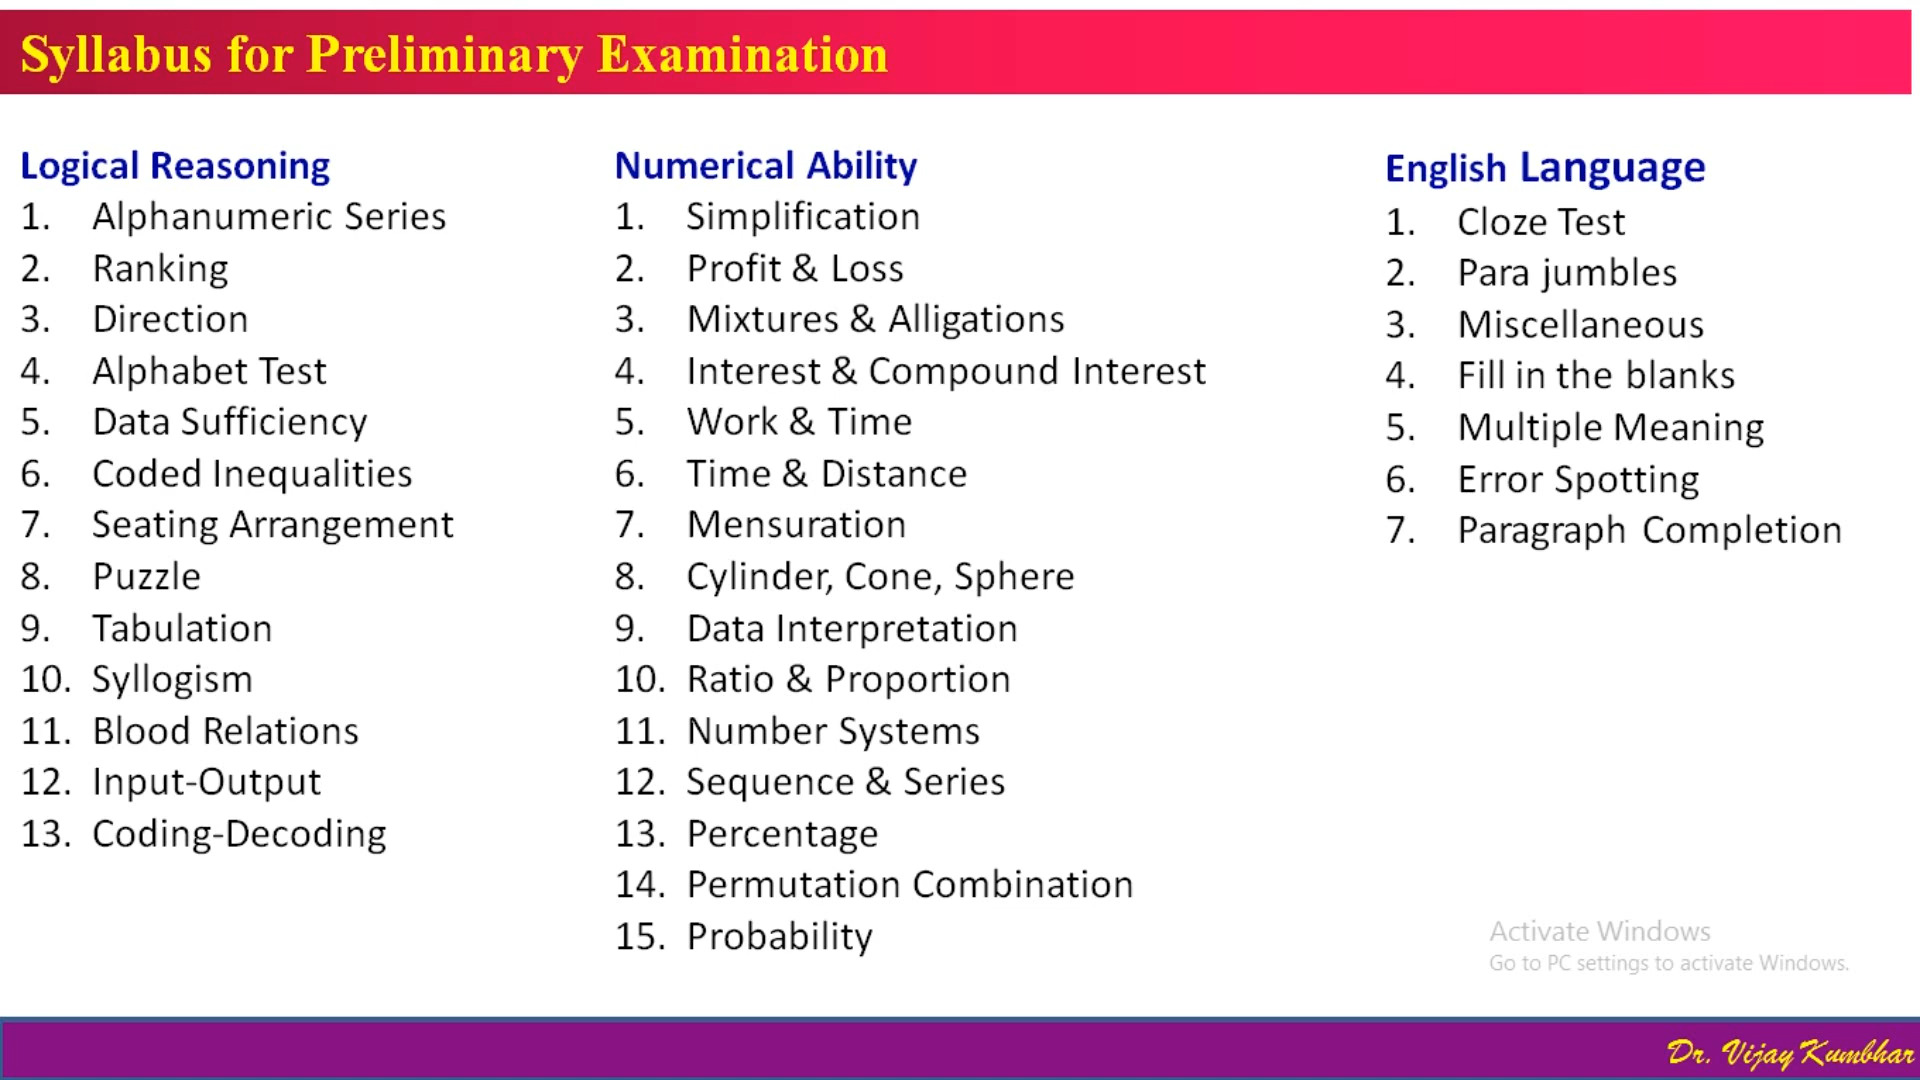 Syllabus for Preliminary Examination
Logical Reasoning
1. Alphanumeric Series
2. Ranking
3. Direction
4. Alphabet Test
5. Data Sufficiency
6. Coded Inequalities
7. Seating Arrangement
8. Puzzle
9. Tabulation
10. Syllogism
11. Blood Relations
12. Input-Output
13. Coding-Decoding
Numerical Ability
1. Simplification
2. Profit & Loss
3. Mixtures & Alligations
4. Interest & Compound Interest
5. Work & Time
6. Time & Distance
7. Mensuration
8. Cylinder, Cone, Sphere
9. Data Interpretation
10. Ratio & Proportion
11. Number Systems
12. Sequence & Series
13. Percentage
14. Permutation Combination
15. Probability
English Language
1. Cloze Test
2. Para jumbles
3. Miscellaneous
4. Fill in the blanks
5. Multiple Meaning
6. Error Spotting
7. Paragraph Completion
Activate Windows
Go to PC settings to activate Windows.
Dr. Vijay Kumbhar